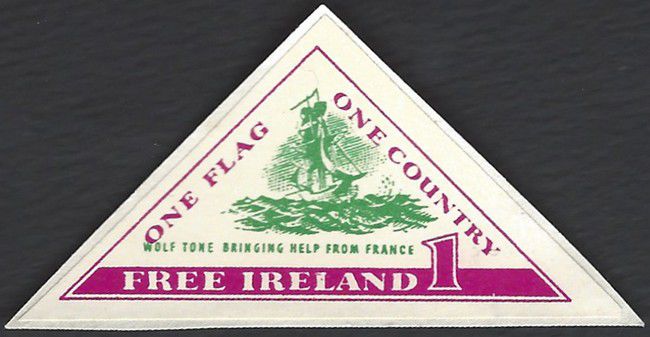 ONE FLAG
ONE COUNTRY
WOLF TONE BRINGING HELP FROM FRANCE
FREE IRELAND 1